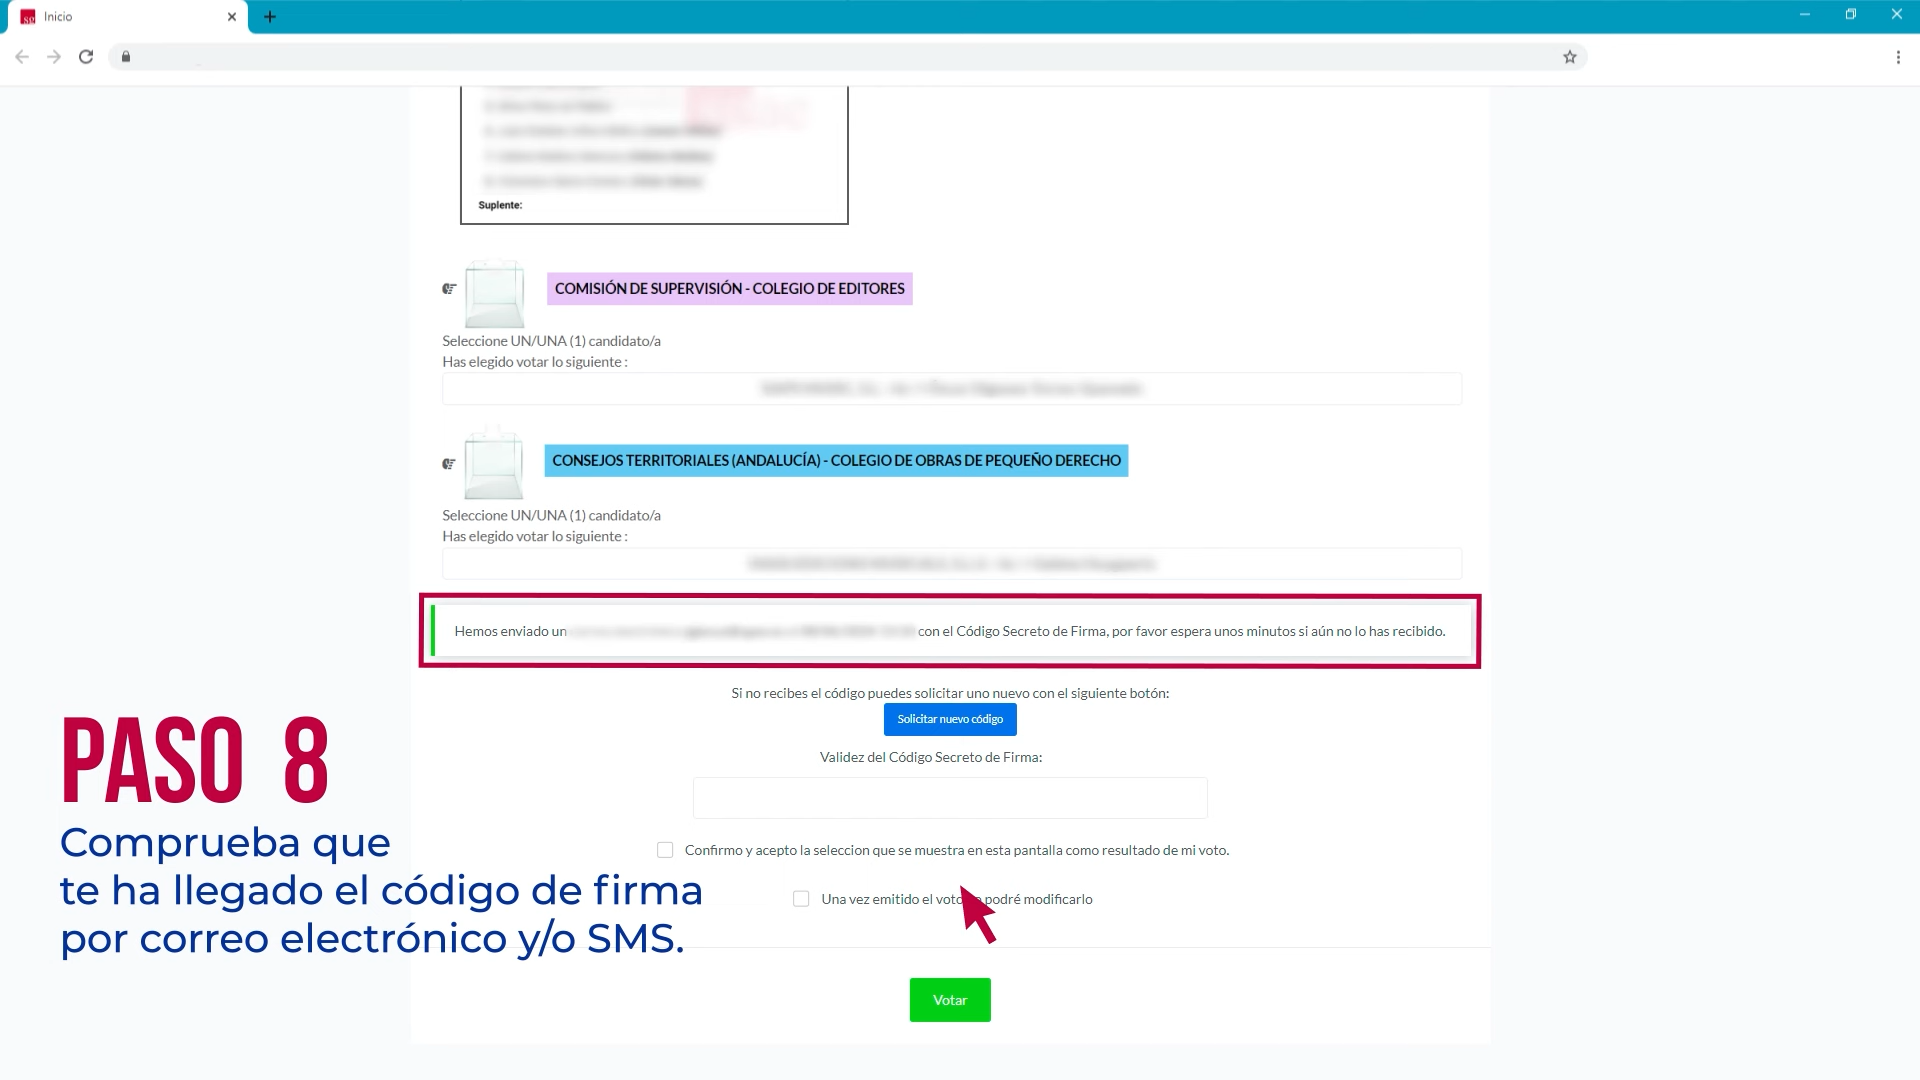 Inicio
Suplente:
COMISIÓN DE SUPERVISIÓN - COLEGIO DE EDITORES
Seleccione UN/UNA (1) candidato/a
Has elegido votar lo siguiente :
CONSEJOS TERRITORIALES (ANDALUCÍA) - COLEGIO DE OBRAS DE PEQUEÑO DERECHO
Seleccione UN/UNA (1) candidato/a
Has elegido votar lo siguiente :
Hemos enviado un con el Código Secreto de Firma, por favor espera unos minutos si aún no lo has recibido.
Si no recibes el código puedes solicitar uno nuevo con el siguiente botón:
Solicitar nuevo código
Validez del Código Secreto de Firma:
Confirmo y acepto la seleccion que se muestra en esta pantalla como resultado de mi voto.
Una vez emitido el voto podré modificarlo
Votar
PASO 8
Comprueba que
te ha llegado el código de firma
por correo electrónico y/o SMS.